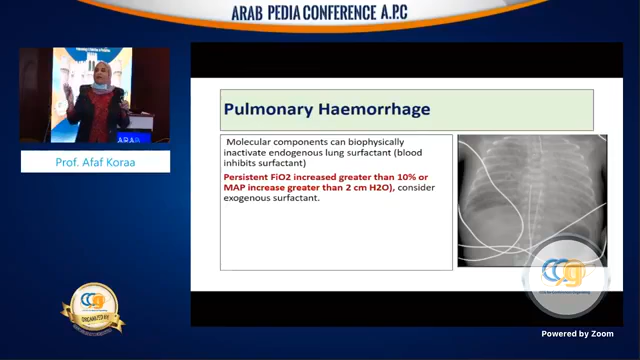 ARAB PEDIA CONFERENCE A.P.C
ARAB
Prof. Afaf Koraa
Pulmonary Haemorrhage
Molecular components can biophysically
inactivate endogenous lung surfactant (blood
inhibits surfactant)
Persistent FiO2 increased greater than 10% or
MAP increase greater than 2 cm H2O), consider
exogenous surfactant.
Powered by Zoom